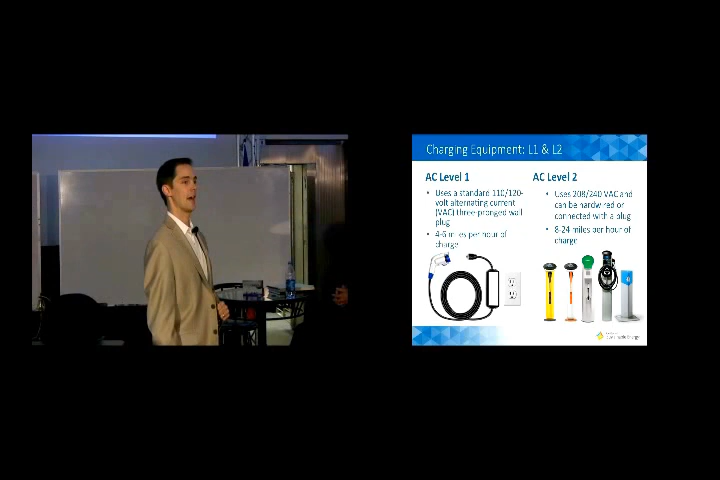 Charging Equipment: L1 & L2
AC Level 1
• Uses a standard 110/120-
volt alternating current
(VAC) three-pronged wall
plug
• 4-6 miles per hour of
charge
AC Level 2
• Uses 208/240 VAC and
can be hardwired or
connected with a plug
• 8-24 miles per hour of
charge